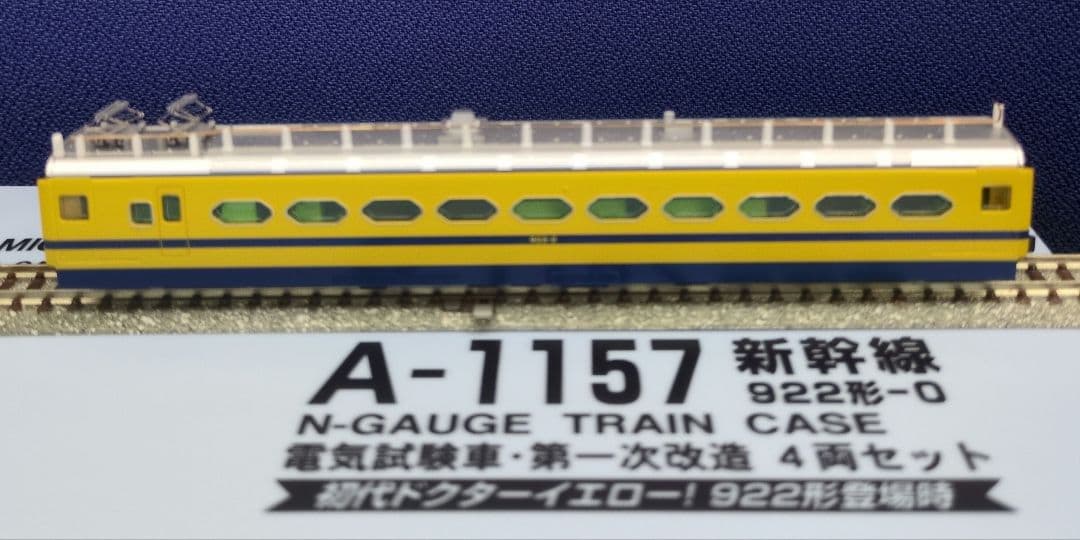 A-1157 新幹線
922形-0
N-GAUGE TRAIN CASE
電気試験車・第一次改造 4両セット
初代ドクターイエロー! 922形登場時